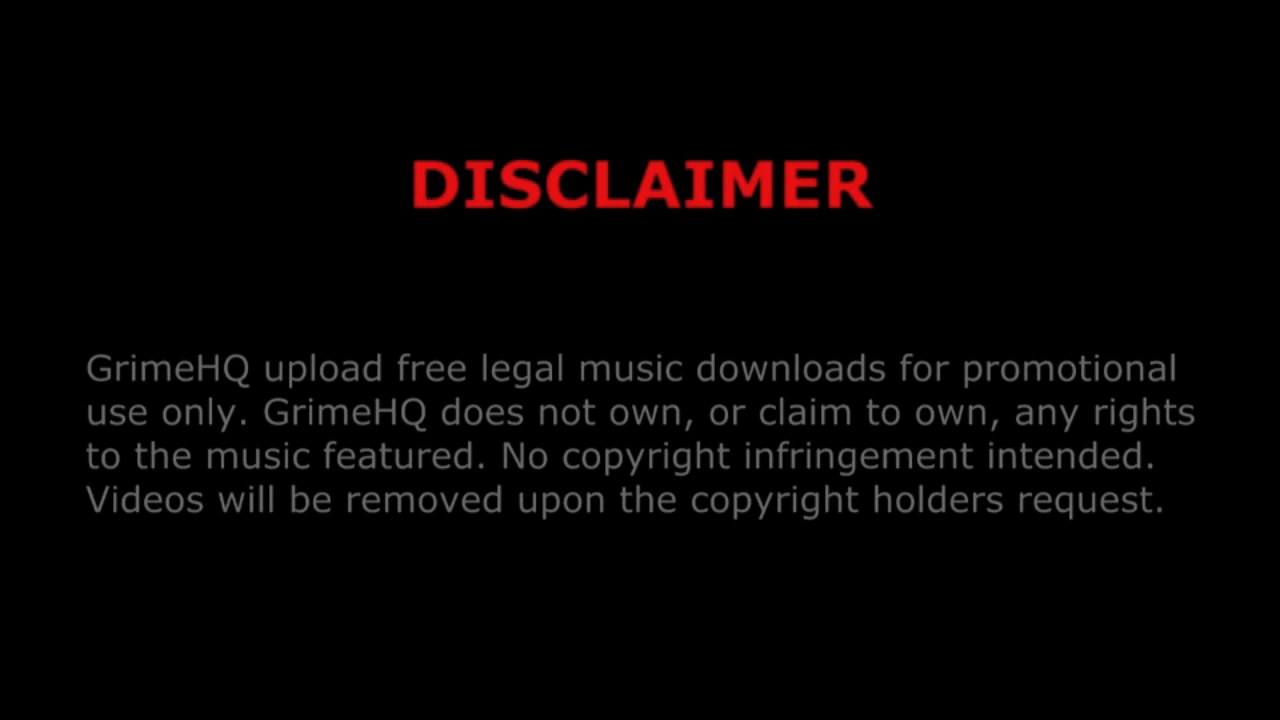 DISCLAIMER
GrimeHQ upload free legal music downloads for promotional
use only. GrimeHQ does not own, or claim to own, any rights
to the music featured. No copyright infringement intended.
Videos will be removed upon the copyright holders request.